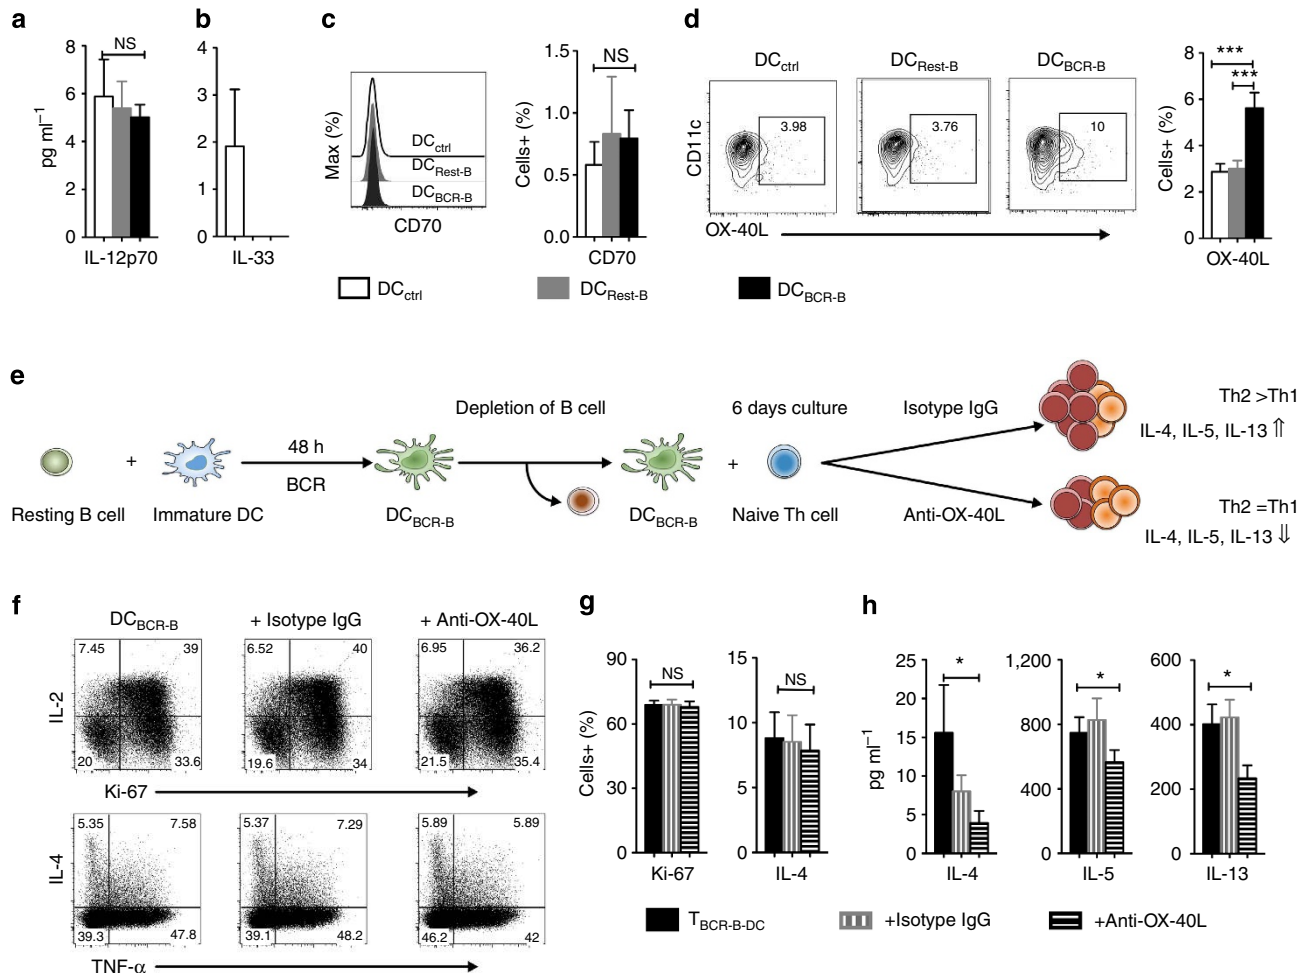 a
8
6
4
2
0
pg ml⁻¹
NS
IL-12p70
b
4
3
2
1
0
IL-33
c
Max (%)
DCctrl
DCRest-B
DCBCR-B
CD70
1.5
1.0
0.5
0.0
Cells+ (%)
NS
CD70
d
DCctrl
DCRest-B
DCBCR-B
CD11c
3.98
3.76
10
OX-40L
8
6
4
2
0
Cells+ (%)
***
***
OX-40L
DCctrl
DCRest-B
DCBCR-B
e
Depletion of B cell
6 days culture
Isotype IgG
Th2 >Th1
IL-4, IL-5, IL-13 ⇑
+
48 h
BCR
+
Resting B cell
Immature DC
DCBCR-B
DCBCR-B
Naive Th cell
Anti-OX-40L
Th2 =Th1
IL-4, IL-5, IL-13 ⇓
f
DCBCR-B
+ Isotype IgG
+ Anti-OX-40L
IL-2
7.45
39
20
33.6
6.52
40
19.6
34
6.95
36.2
21.5
35.4
Ki-67
IL-4
5.35
7.58
39.3
47.8
5.37
7.29
39.1
48.2
5.89
5.89
46.2
42
TNF-α
g
90
60
30
0
Cells+ (%)
NS
Ki-67
15
10
5
0
NS
IL-4
h
25
20
15
10
5
0
pg ml⁻¹
*
IL-4
1,200
800
400
0
*
IL-5
600
400
200
0
*
IL-13
TBCR-B-DC
+Isotype IgG
+Anti-OX-40L